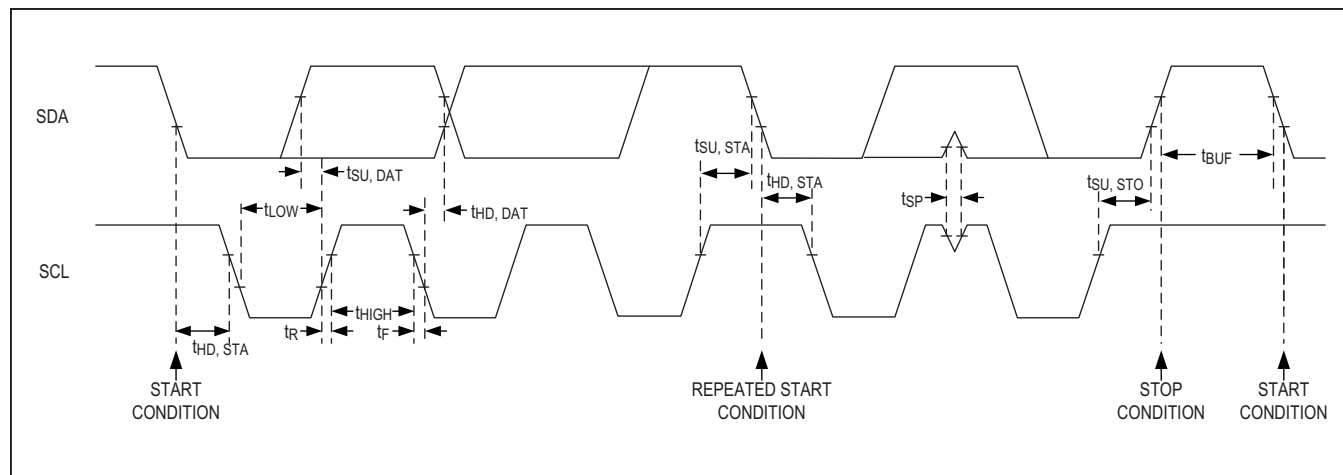 SDA
tSU, DAT
tLOW
tHD, DAT
tSU, STA
tHD, STA
tSP
tSU, STO
tBUF
SCL
tHD, STA
tR
tHIGH
tF
START
CONDITION
REPEATED START
CONDITION
STOP
CONDITION
START
CONDITION